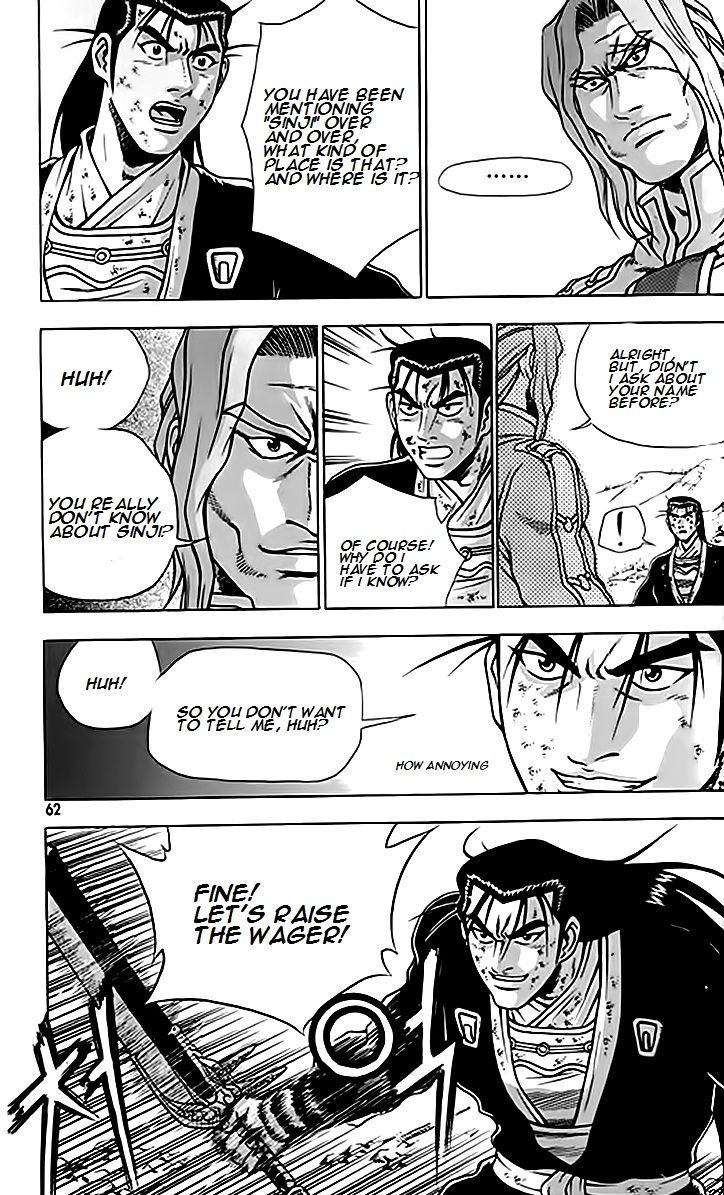 YOU HAVE BEEN
MENTIONING
"SINJI" OVER
AND OVER,
WHAT KIND OF
PLACE IS THAT?
AND WHERE IS IT?
......
HUH!
YOU REALLY
DON'T KNOW
ABOUT SINJI?
OF COURSE!
WHY DO I
HAVE TO ASK
IF I KNOW?
ALRIGHT,
BUT, DIDN'T
I ASK ABOUT
YOUR NAME
BEFORE?
!
HUH!
SO YOU DON'T WANT
TO TELL ME, HUH?
HOW ANNOYING
62
FINE!
LET'S RAISE
THE WAGER!